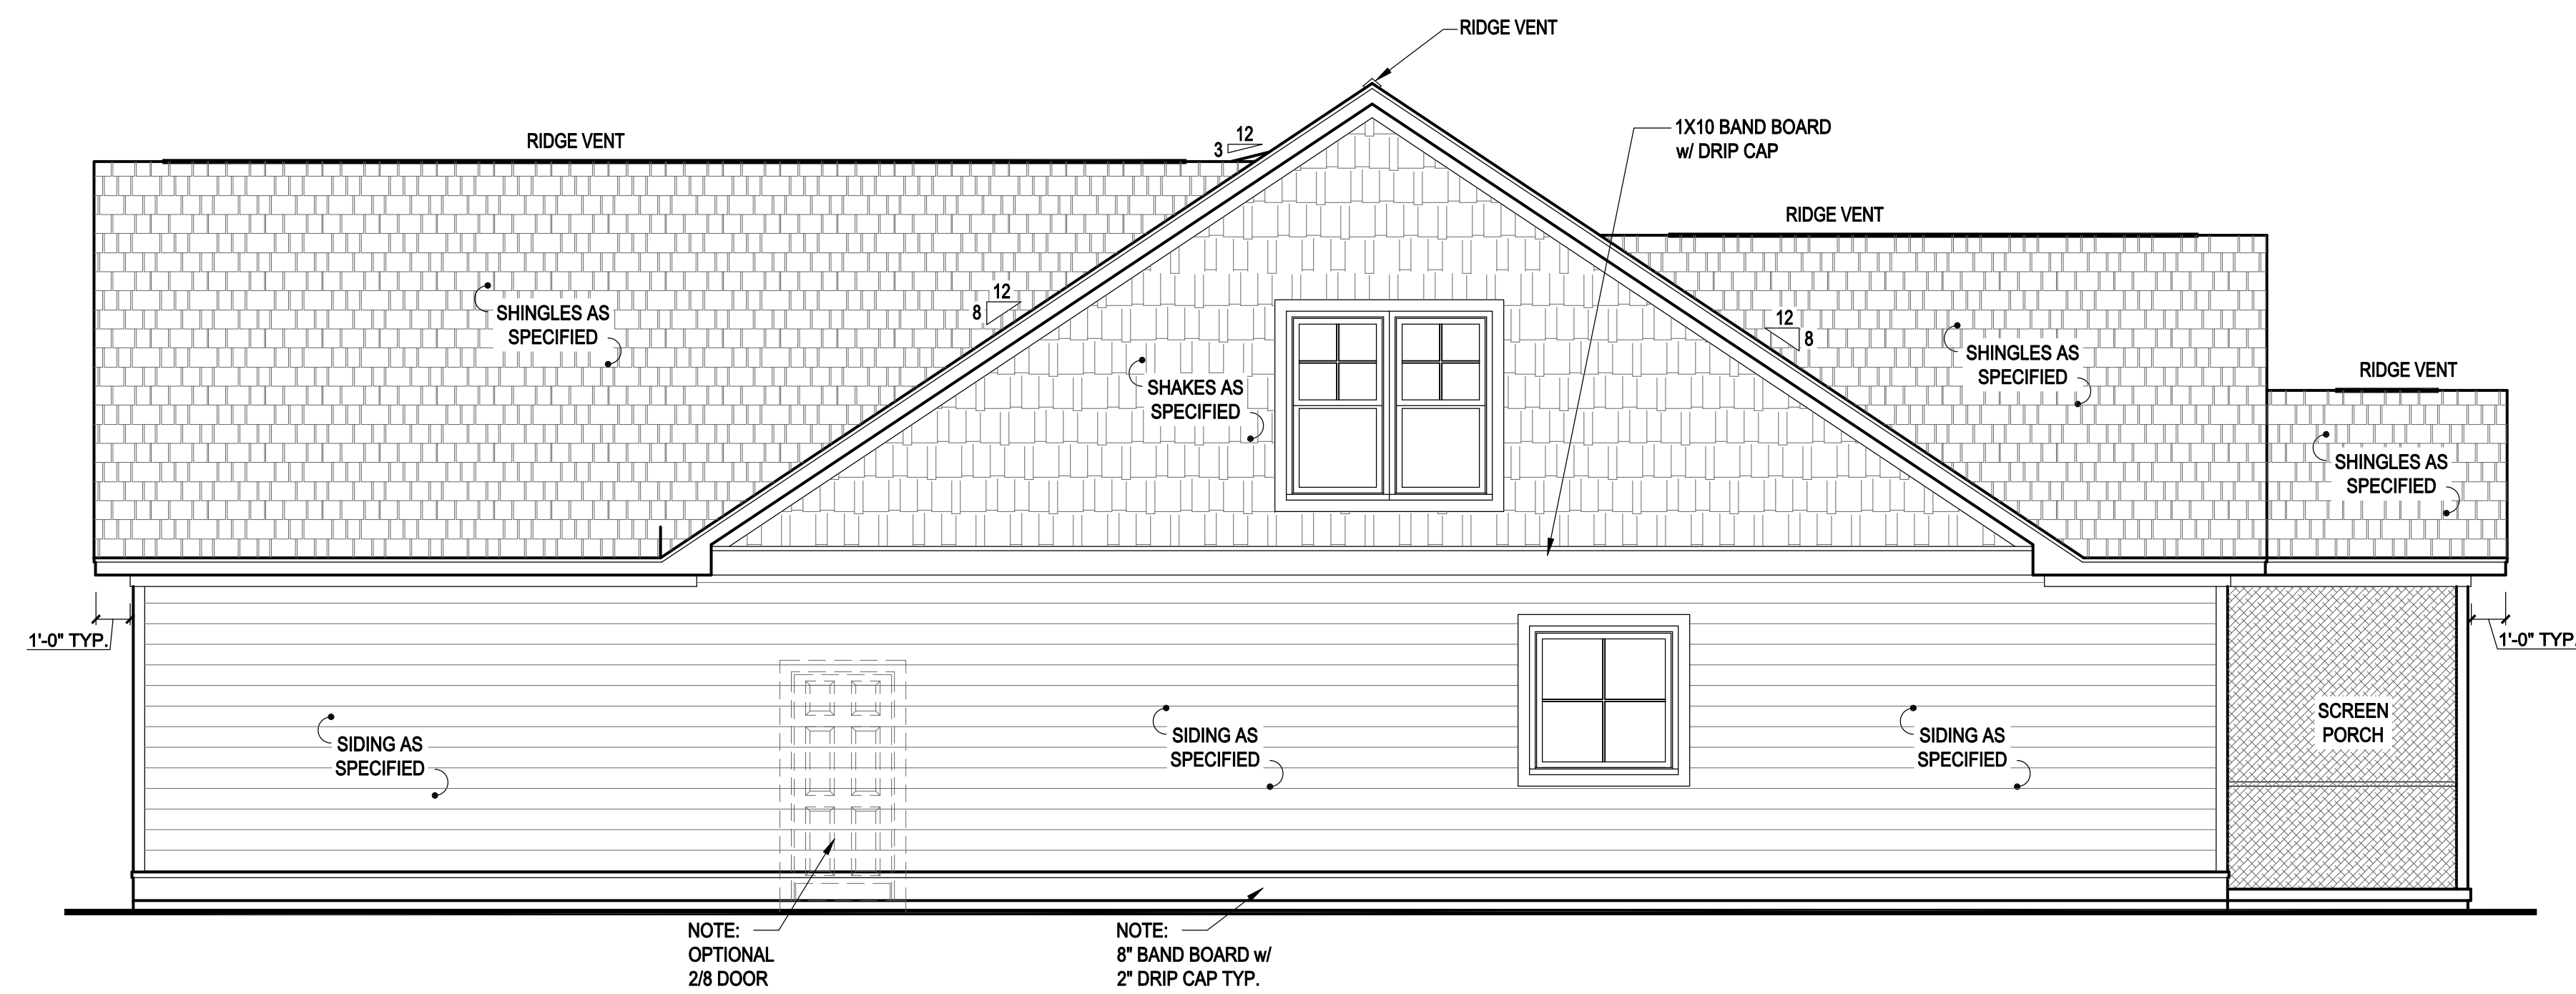 RIDGE VENT
1X10 BAND BOARD
w/ DRIP CAP
RIDGE VENT
12
3
RIDGE VENT
12
8
SHINGLES AS
SPECIFIED
12
8
SHINGLES AS
SPECIFIED
RIDGE VENT
SHAKES AS
SPECIFIED
SHINGLES AS
SPECIFIED
1'-0" TYP.
1'-0" TYP.
SIDING AS
SPECIFIED
SIDING AS
SPECIFIED
SIDING AS
SPECIFIED
SCREEN
PORCH
NOTE:
OPTIONAL
2/8 DOOR
NOTE:
8" BAND BOARD w/
2" DRIP CAP TYP.